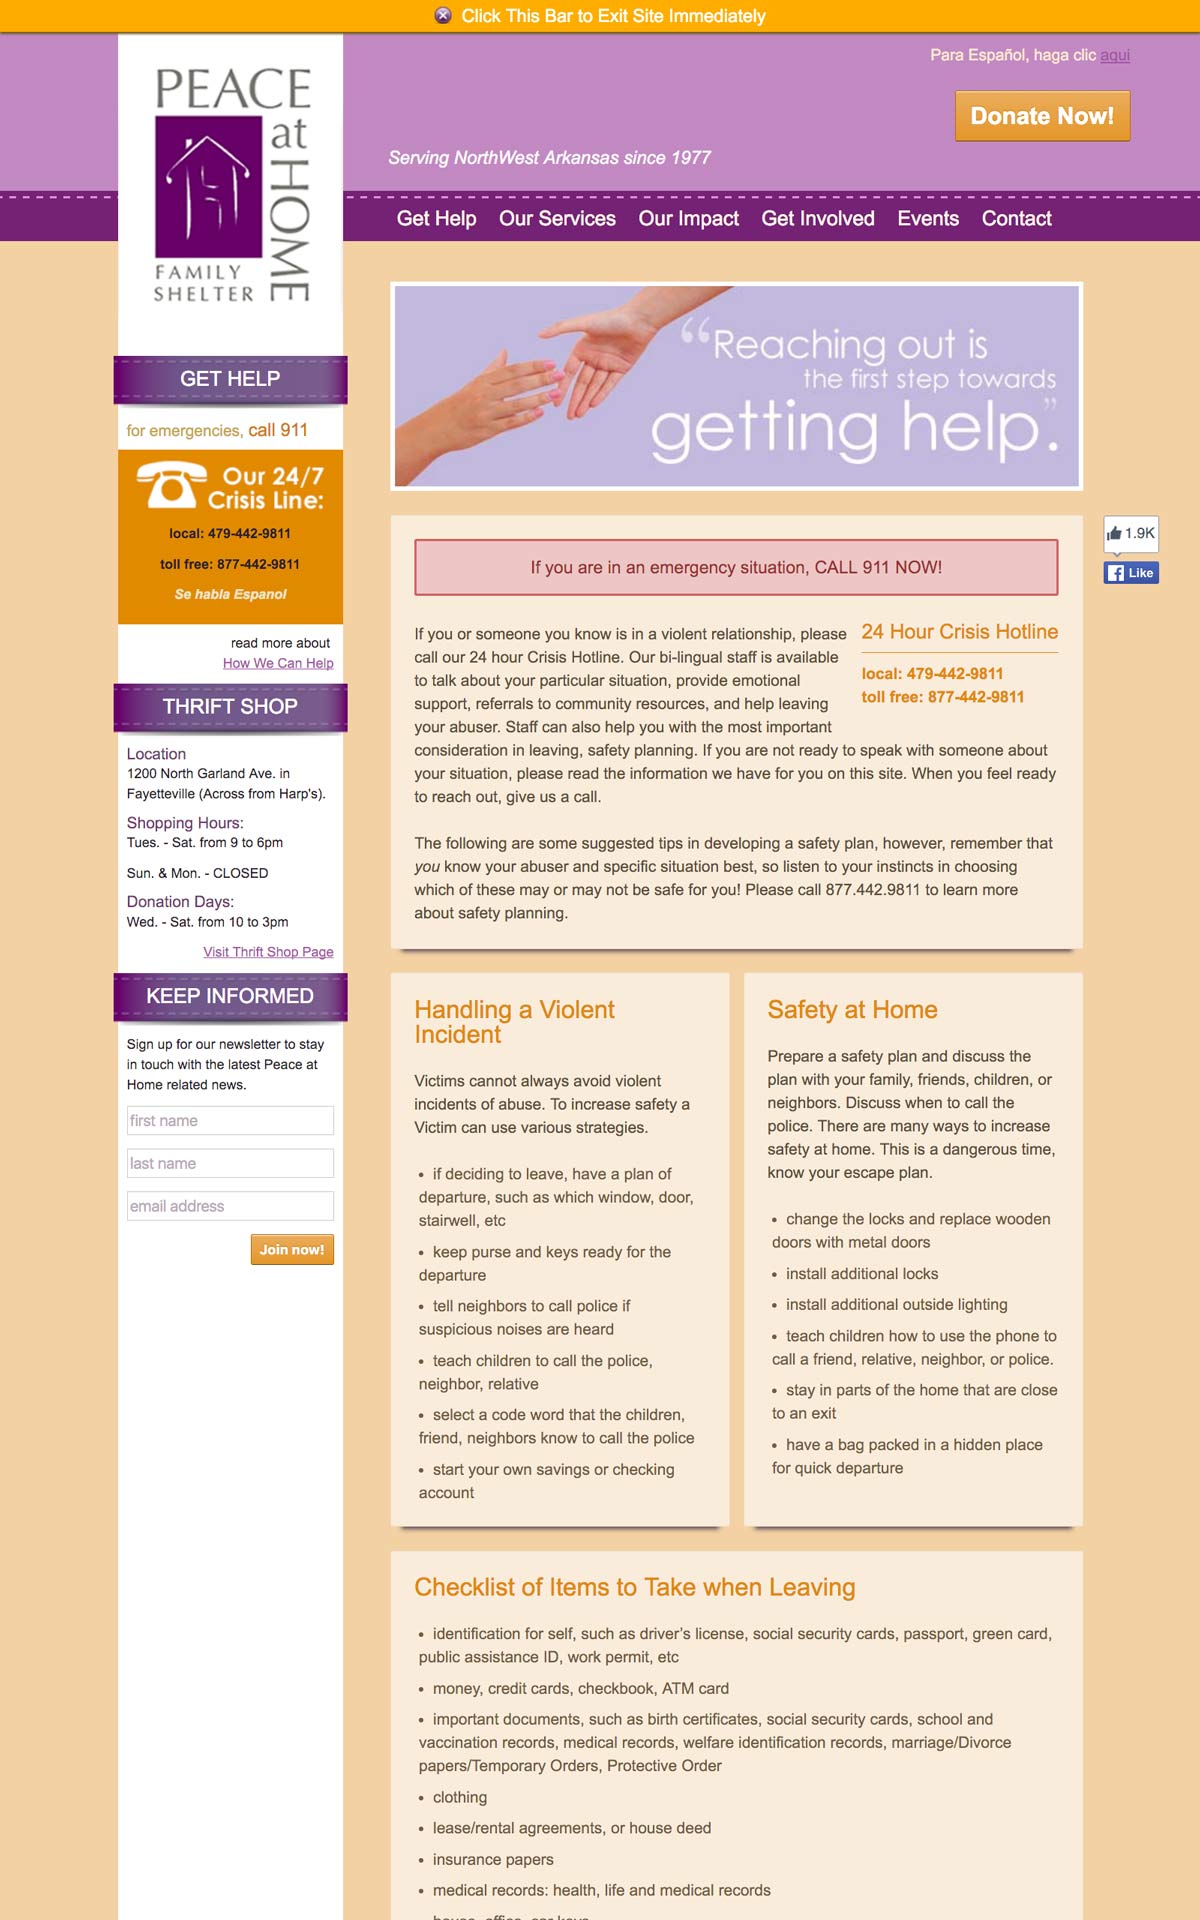 Click This Bar to Exit Site Immediately
Para Español, haga clic aqui
Donate Now!
Serving NorthWest Arkansas since 1977
PEACE
at
HOME
FAMILY
SHELTER
Get Help
Our Services
Our Impact
Get Involved
Events
Contact
GET HELP
for emergencies, call 911
Our 24/7
Crisis Line:
local: 479-442-9811
toll free: 877-442-9811
Se habla Espanol
read more about
How We Can Help
THRIFT SHOP
Location
1200 North Garland Ave. in
Fayetteville (Across from Harp's).
Shopping Hours:
Tues. - Sat. from 9 to 6pm
Sun. & Mon. - CLOSED
Donation Days:
Wed. - Sat. from 10 to 3pm
Visit Thrift Shop Page
KEEP INFORMED
Sign up for our newsletter to stay
in touch with the latest Peace at
Home related news.
first name
last name
email address
Join now!
“Reaching out is
the first step towards
getting help.”
1.9K
Like
If you are in an emergency situation, CALL 911 NOW!
24 Hour Crisis Hotline
local: 479-442-9811
toll free: 877-442-9811
If you or someone you know is in a violent relationship, please
call our 24 hour Crisis Hotline. Our bi-lingual staff is available
to talk about your particular situation, provide emotional
support, referrals to community resources, and help leaving
your abuser. Staff can also help you with the most important
consideration in leaving, safety planning. If you are not ready to speak with someone about
your situation, please read the information we have for you on this site. When you feel ready
to reach out, give us a call.
The following are some suggested tips in developing a safety plan, however, remember that
you know your abuser and specific situation best, so listen to your instincts in choosing
which of these may or may not be safe for you! Please call 877.442.9811 to learn more
about safety planning.
Handling a Violent
Incident
Victims cannot always avoid violent
incidents of abuse. To increase safety a
Victim can use various strategies.
• if deciding to leave, have a plan of
departure, such as which window, door,
stairwell, etc
• keep purse and keys ready for the
departure
• tell neighbors to call police if
suspicious noises are heard
• teach children to call the police,
neighbor, relative
• select a code word that the children,
friend, neighbors know to call the police
• start your own savings or checking
account
Safety at Home
Prepare a safety plan and discuss the
plan with your family, friends, children, or
neighbors. Discuss when to call the
police. There are many ways to increase
safety at home. This is a dangerous time,
know your escape plan.
• change the locks and replace wooden
doors with metal doors
• install additional locks
• install additional outside lighting
• teach children how to use the phone to
call a friend, relative, neighbor, or police.
• stay in parts of the home that are close
to an exit
• have a bag packed in a hidden place
for quick departure
Checklist of Items to Take when Leaving
• identification for self, such as driver’s license, social security cards, passport, green card,
public assistance ID, work permit, etc
• money, credit cards, checkbook, ATM card
• important documents, such as birth certificates, social security cards, school and
vaccination records, medical records, welfare identification records, marriage/Divorce
papers/Temporary Orders, Protective Order
• clothing
• lease/rental agreements, or house deed
• insurance papers
• medical records: health, life and medical records